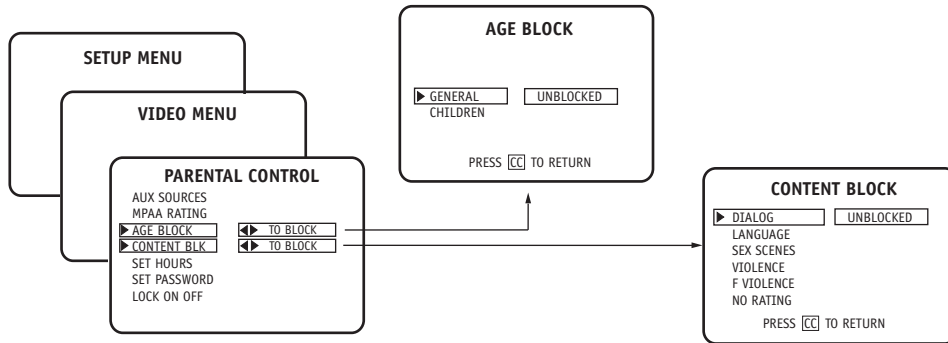 SETUP MENU
VIDEO MENU
PARENTAL CONTROL
AUX SOURCES
MPAA RATING
AGE BLOCK TO BLOCK
CONTENT BLK TO BLOCK
SET HOURS
SET PASSWORD
LOCK ON OFF
AGE BLOCK
GENERAL UNBLOCKED
CHILDREN
PRESS CC TO RETURN
CONTENT BLOCK
DIALOG UNBLOCKED
LANGUAGE
SEX SCENES
VIOLENCE
F VIOLENCE
NO RATING
PRESS CC TO RETURN